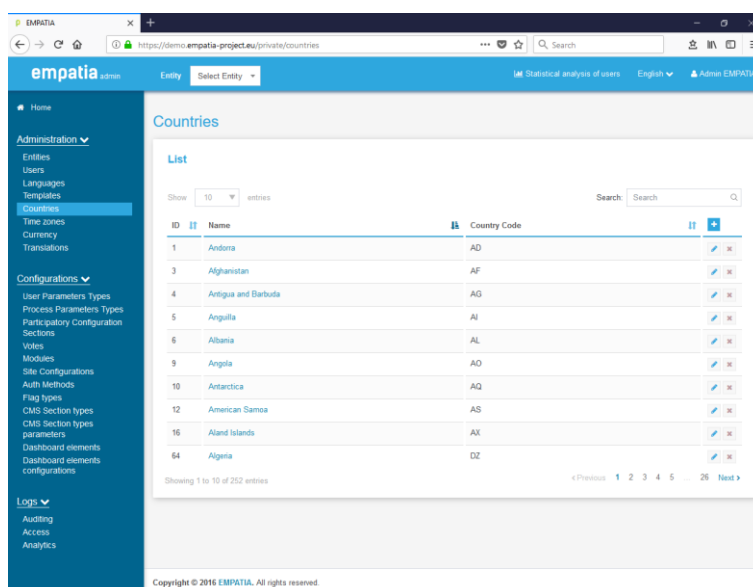 EMPATIA
https://demo.empatia-project.eu/private/countries
Search
empatia admin
Entity
Select Entity
Statistical analysis of users
English
Admin EMPATIA
Home
Administration
Entities
Users
Languages
Templates
Countries
Time zones
Currency
Translations
Configurations
User Parameters Types
Process Parameters Types
Participatory Configuration
Sections
Votes
Modules
Site Configurations
Auth Methods
Flag types
CMS Section types
CMS Section types
parameters
Dashboard elements
Dashboard elements
configurations
Logs
Auditing
Access
Analytics
Countries
List
Show 10 entries
Search: Search
ID Name Country Code
1 Andorra AD
3 Afghanistan AF
4 Antigua and Barbuda AG
5 Anguilla AI
6 Albania AL
9 Angola AO
10 Antarctica AQ
12 American Samoa AS
16 Aland Islands AX
64 Algeria DZ
Showing 1 to 10 of 252 entries
Previous 1 2 3 4 5 ... 26 Next
Copyright © 2016 EMPATIA. All rights reserved.